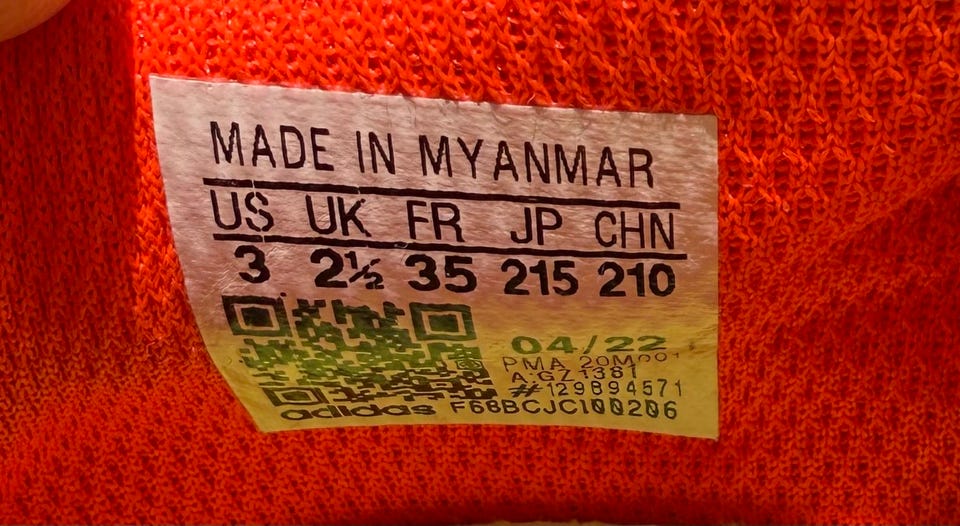 MADE IN MYANMAR
US UK FR JP CHN
3 2½ 35 215 210
04/22
PMA 20M001
A:GZ1381
#129894571
adidas F68BCJC100206